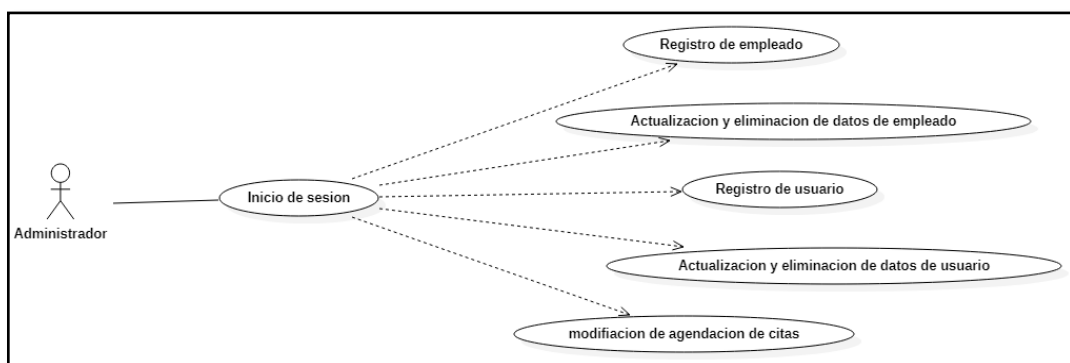 Registro de empleado
Actualizacion y eliminacion de datos de empleado
Inicio de sesion
Registro de usuario
Administrador
Actualizacion y eliminacion de datos de usuario
modifiacion de agendacion de citas